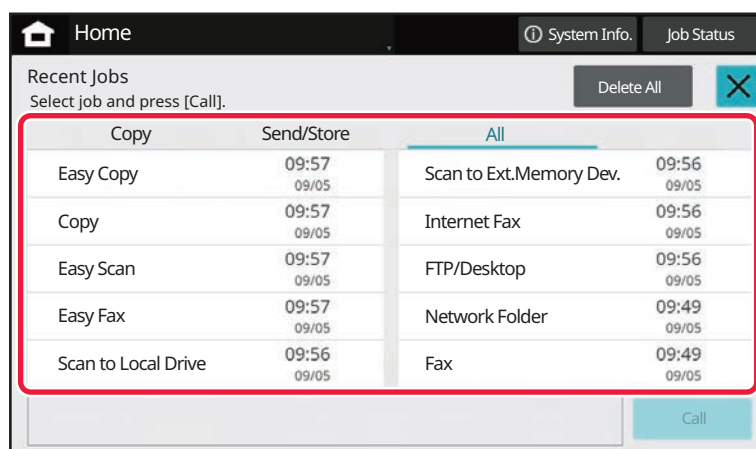 Home
System Info.
Job Status
Recent Jobs
Select job and press [Call].
Delete All
Copy Send/Store All
Easy Copy 09:57 09/05
Copy 09:57 09/05
Easy Scan 09:57 09/05
Easy Fax 09:57 09/05
Scan to Local Drive 09:56 09/05
Scan to Ext.Memory Dev. 09:56 09/05
Internet Fax 09:56 09/05
FTP/Desktop 09:56 09/05
Network Folder 09:49 09/05
Fax 09:49 09/05
Call